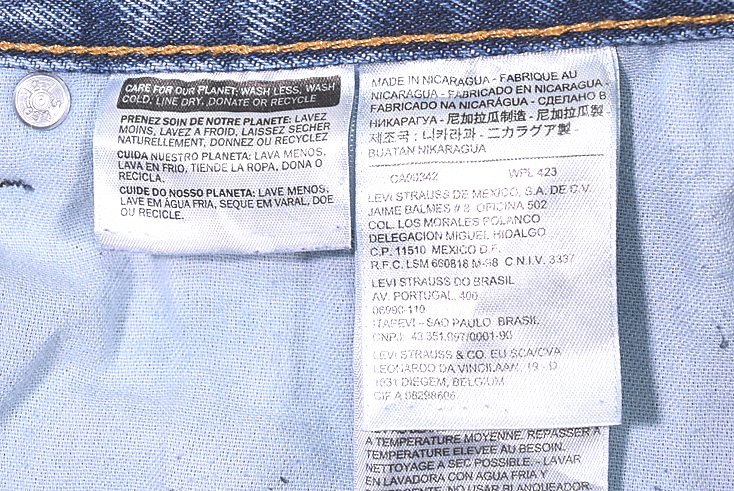 CARE FOR OUR PLANET: WASH LESS, WASH
COLD, LINE DRY, DONATE OR RECYCLE
PRENEZ SOIN DE NOTRE PLANETE: LAVEZ
MOINS, LAVEZ A FROID, LAISSEZ SECHER
NATURELLEMENT, DONNEZ OU RECYCLEZ
CUIDA NUESTRO PLANETA: LAVA MENOS,
LAVA EN FRIO, TIENDE LA ROPA, DONA O
RECICLA.
CUIDE DO NOSSO PLANETA: LAVE MENOS,
LAVE EM ÁGUA FRIA, SEQUE EM VARAL, DOE
OU RECICLE.
MADE IN NICARAGUA - FABRIQUE AU
NICARAGUA - FABRICADO EN NICARAGUA -
FABRICADO NA NICARÁGUA - СДЕЛАНО В
НИКАРАГУА - 尼加拉瓜制造 - 尼加拉瓜製 -
제조국 : 니카라과 - ニカラグア製 -
BUATAN NIKARAGUA
CA00342 WPL 423
LEVI STRAUSS DE MEXICO, S.A. DE C.V.
JAIME BALMES # 8 OFICINA 502
COL. LOS MORALES POLANCO
DELEGACION MIGUEL HIDALGO
C.P. 11510 MEXICO D.F.
R.F.C. LSM 660818 M-98 C.N.I.V. 3337
LEVI STRAUSS DO BRASIL
AV. PORTUGAL, 400
06990-110
ITAPEVI - SAO PAULO BRASIL
CNPJ: 43.351.097/0001-90
LEVI STRAUSS & CO. EU SCA/CVA
LEONARDO DA VINCILAAN, 19 - D
1831 DIEGEM, BELGIUM
CIF A 08298606
A TEMPERATURE MOYENNE. REPASSER A
TEMPERATURE ELEVEE AU BESOIN.
NETTOYAGE A SEC POSSIBLE. - LAVAR
EN LAVADORA CON AGUA FRIA Y
NO USAR BLANQUEADOR.